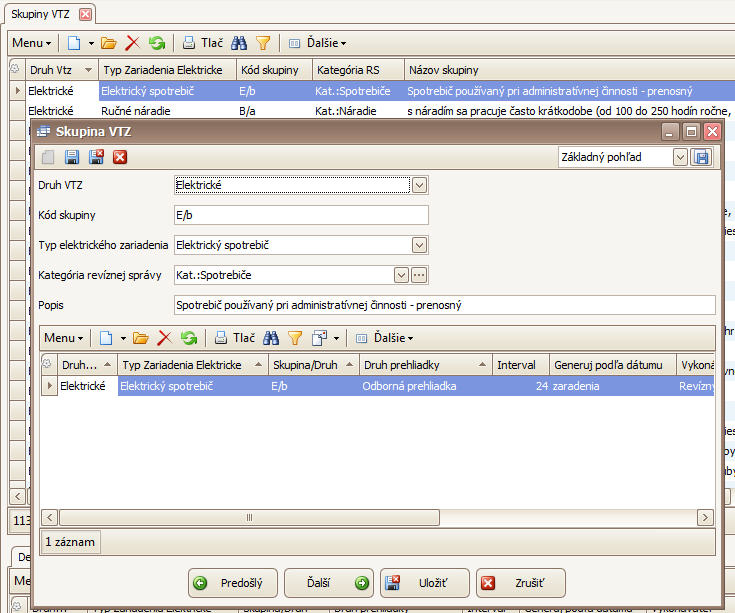 Skupiny VTZ
Menu Tlač Ďalšie
Druh Vtz Typ Zariadenia Elektricke Kód skupiny Kategória RS Názov skupiny
Elektrické Elektrický spotrebič E/b Kat.:Spotrebiče Spotrebič používaný pri administratívnej činnosti - prenosný
Elektrické Ručné náradie B/a Kat.:Náradie s náradím sa pracuje často krátkodobe (od 100 do 250 hodín ročne,
Skupina VTZ
Základný pohľad
Druh VTZ Elektrické
Kód skupiny E/b
Typ elektrického zariadenia Elektrický spotrebič
Kategória revíznej správy Kat.:Spotrebiče
Popis Spotrebič používaný pri administratívnej činnosti - prenosný
Menu Tlač Ďalšie
Druh... Typ Zariadenia Elektricke Skupina/Druh Druh prehliadky Interval Generuj podľa dátumu Vykoná
Elektrické Elektrický spotrebič E/b Odborná prehliadka 24 zaradenia Revízny
1 záznam
113
De
Me
Predošlý Ďalší Uložiť Zrušiť